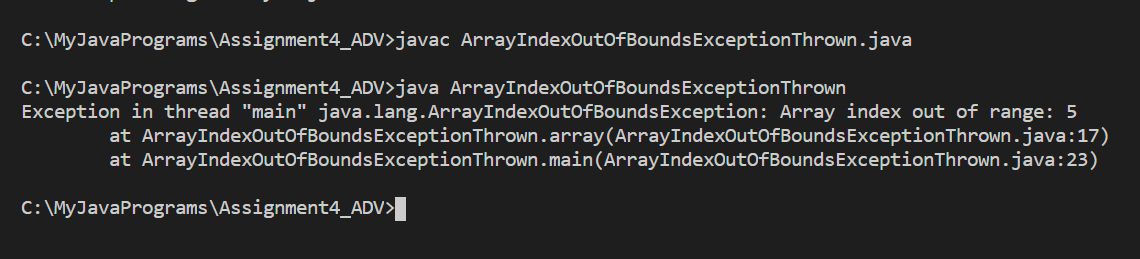 C:\MyJavaPrograms\Assignment4_ADV>javac ArrayIndexOutOfBoundsExceptionThrown.java
C:\MyJavaPrograms\Assignment4_ADV>java ArrayIndexOutOfBoundsExceptionThrown
Exception in thread "main" java.lang.ArrayIndexOutOfBoundsException: Array index out of range: 5
at ArrayIndexOutOfBoundsExceptionThrown.array(ArrayIndexOutOfBoundsExceptionThrown.java:17)
at ArrayIndexOutOfBoundsExceptionThrown.main(ArrayIndexOutOfBoundsExceptionThrown.java:23)
C:\MyJavaPrograms\Assignment4_ADV>